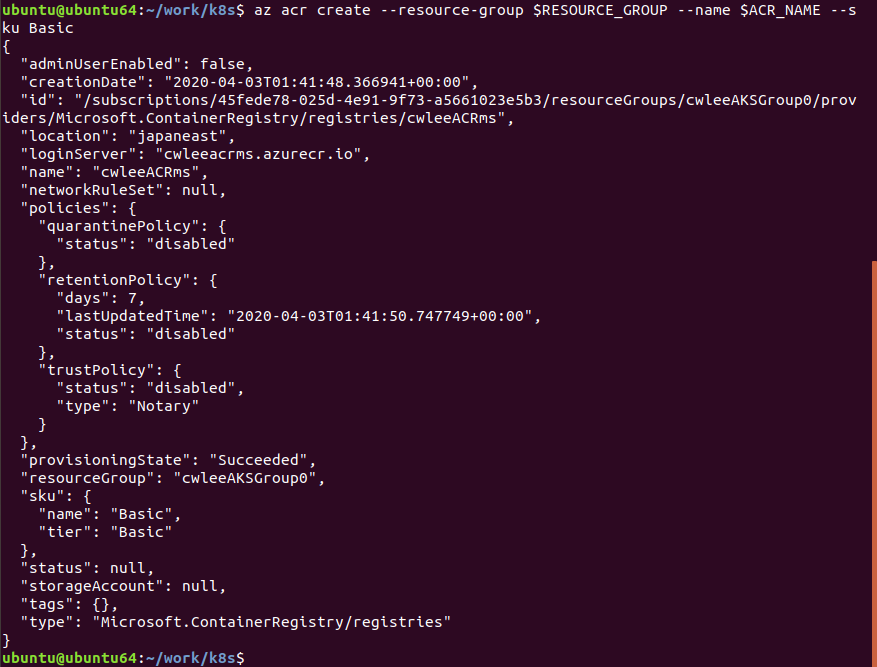 ubuntu@ubuntu64:~/work/k8s$ az acr create --resource-group $RESOURCE_GROUP --name $ACR_NAME --s
ku Basic
{
  "adminUserEnabled": false,
  "creationDate": "2020-04-03T01:41:48.366941+00:00",
  "id": "/subscriptions/45fede78-025d-4e91-9f73-a5661023e5b3/resourceGroups/cwleeAKSGroup0/prov
iders/Microsoft.ContainerRegistry/registries/cwleeACRms",
  "location": "japaneast",
  "loginServer": "cwleeacrms.azurecr.io",
  "name": "cwleeACRms",
  "networkRuleSet": null,
  "policies": {
    "quarantinePolicy": {
      "status": "disabled"
    },
    "retentionPolicy": {
      "days": 7,
      "lastUpdatedTime": "2020-04-03T01:41:50.747749+00:00",
      "status": "disabled"
    },
    "trustPolicy": {
      "status": "disabled",
      "type": "Notary"
    }
  },
  "provisioningState": "Succeeded",
  "resourceGroup": "cwleeAKSGroup0",
  "sku": {
    "name": "Basic",
    "tier": "Basic"
  },
  "status": null,
  "storageAccount": null,
  "tags": {},
  "type": "Microsoft.ContainerRegistry/registries"
}
ubuntu@ubuntu64:~/work/k8s$